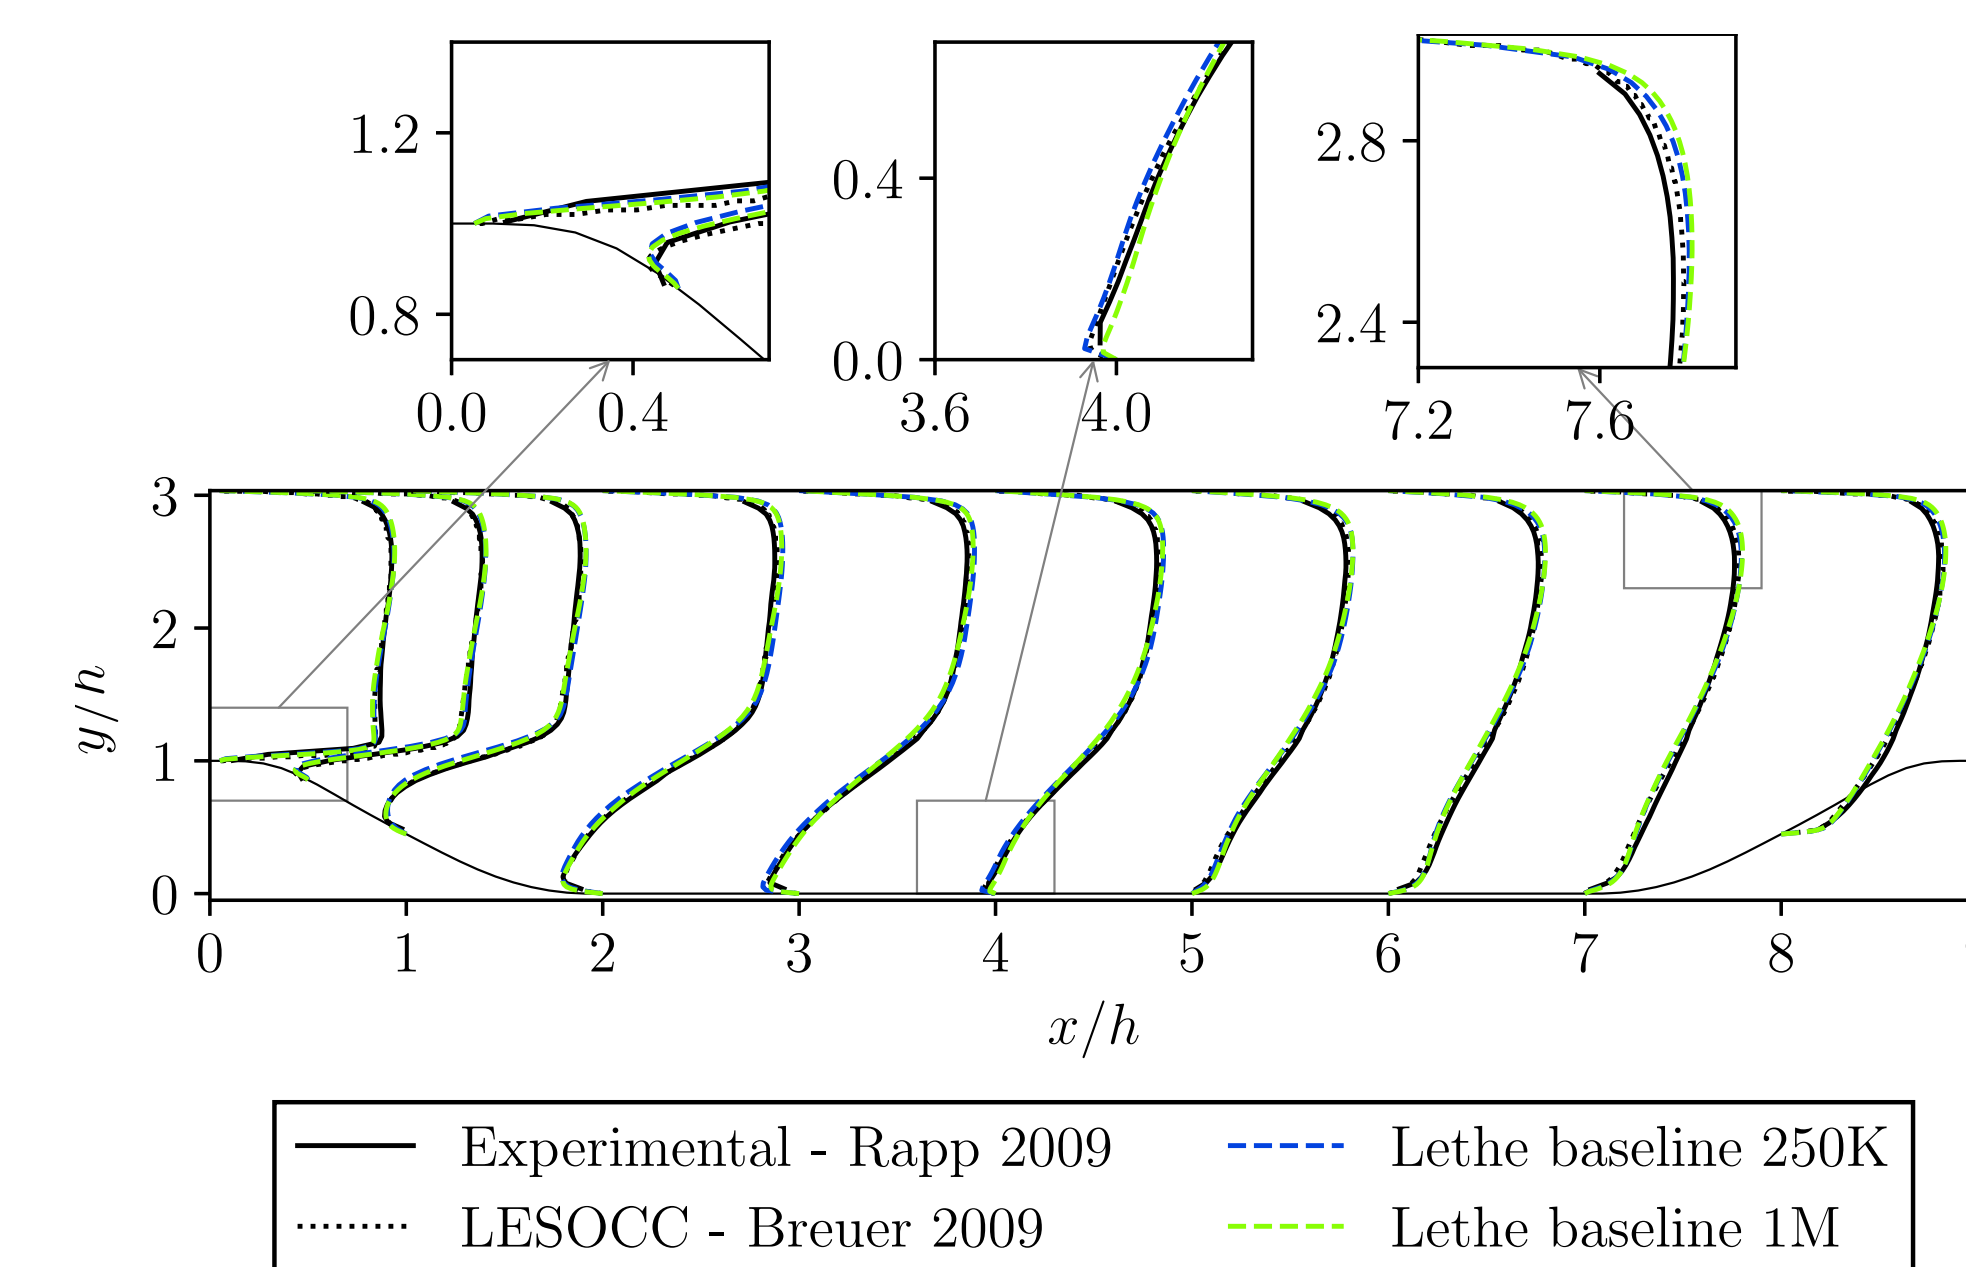 1.2
0.8
0.0 0.4
0.4
0.0
3.6 4.0
2.8
2.4
7.2 7.6
3
2
1
0
y/h
0 1 2 3 4 5 6 7 8
x/h
Experimental - Rapp 2009
Lethe baseline 250K
LESOCC - Breuer 2009
Lethe baseline 1M